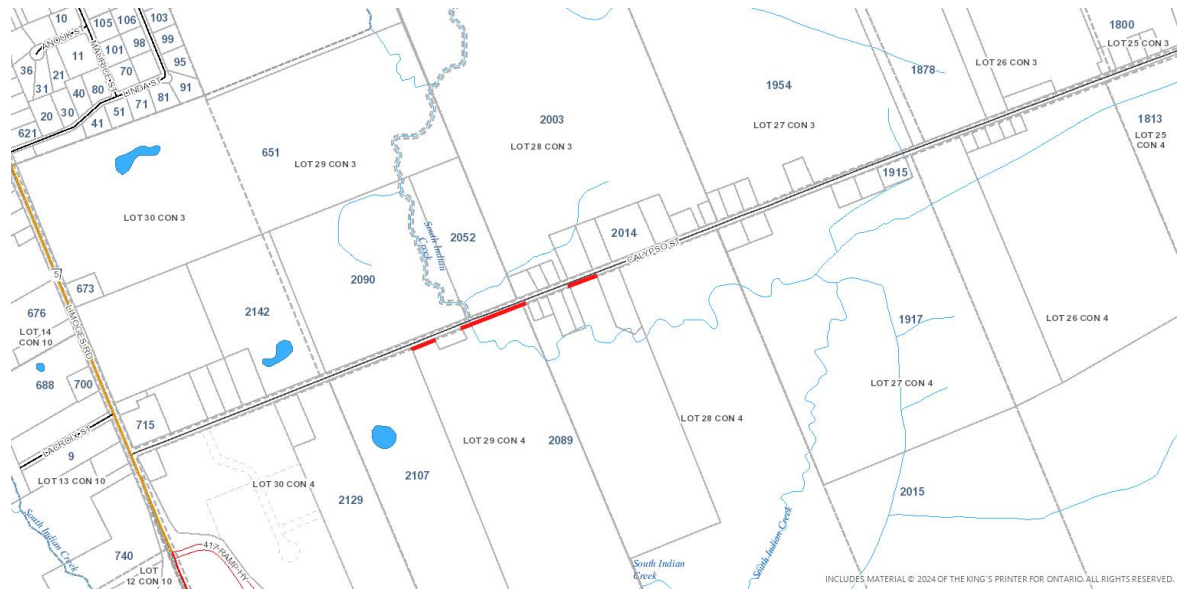 10
105
106
103
ANOUK ST
MAURICE ST
11
101
98
99
36
21
70
95
31
40
80
LINDA ST
91
20
30
51
71
81
621
41
651
LOT 29 CON 3
LOT 30 CON 3
2003
LOT 28 CON 3
1954
LOT 27 CON 3
1878
LOT 26 CON 3
1800
LOT 25 CON 3
1813
LOT 25
CON 4
1915
2052
South Indian
Creek
2014
CALYPSO ST
2090
5
673
LIMOGES RD
676
LOT 14
CON 10
2142
1917
LOT 26 CON 4
688
700
LOT 27 CON 4
715
LACROIX ST
9
LOT 13 CON 10
LOT 28 CON 4
LOT 29 CON 4
2089
2107
LOT 30 CON 4
2129
2015
South Indian Creek
740
417-RAMP HY
LOT
12 CON 10
South Indian
Creek
South Indian Creek
INCLUDES MATERIAL © 2024 OF THE KING'S PRINTER FOR ONTARIO. ALL RIGHTS RESERVED.